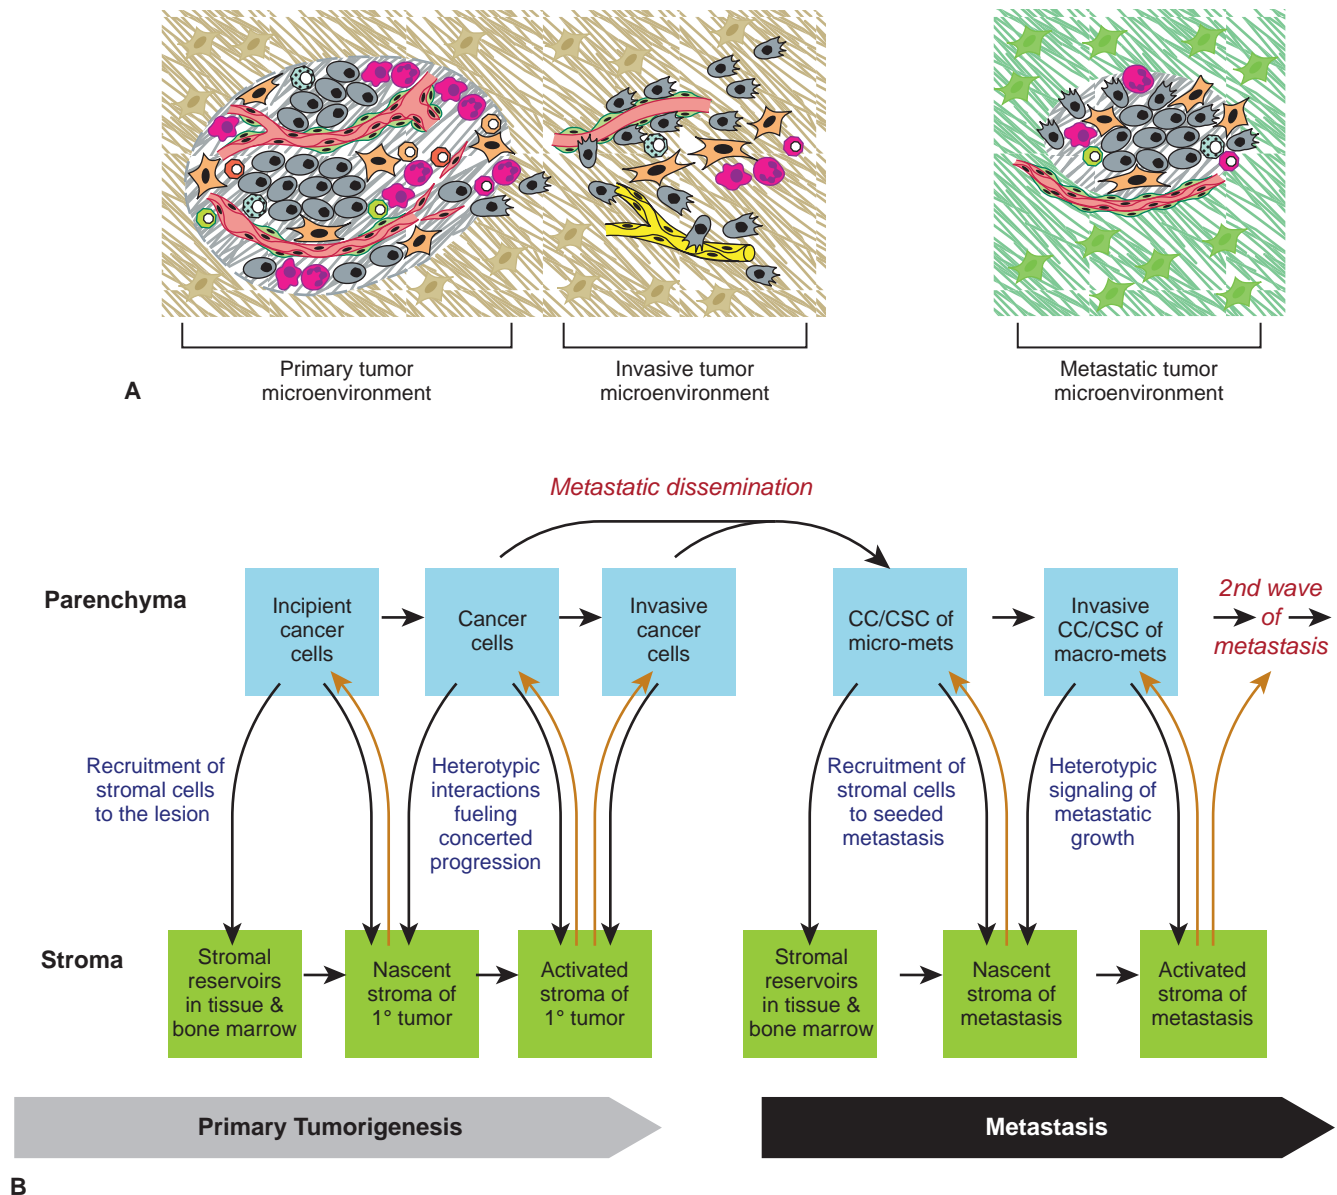 Primary tumor
microenvironment
Invasive tumor
microenvironment
Metastatic tumor
microenvironment
A
Metastatic dissemination
Parenchyma
Incipient
cancer
cells
Cancer
cells
Invasive
cancer
cells
CC/CSC of
micro-mets
Invasive
CC/CSC of
macro-mets
2nd wave
of
metastasis
Recruitment of
stromal cells
to the lesion
Heterotypic
interactions
fueling
concerted
progression
Recruitment of
stromal cells
to seeded
metastasis
Heterotypic
signaling of
metastatic
growth
Stroma
Stromal
reservoirs
in tissue &
bone marrow
Nascent
stroma of
1° tumor
Activated
stroma of
1° tumor
Stromal
reservoirs
in tissue &
bone marrow
Nascent
stroma of
metastasis
Activated
stroma of
metastasis
Primary Tumorigenesis
Metastasis
B